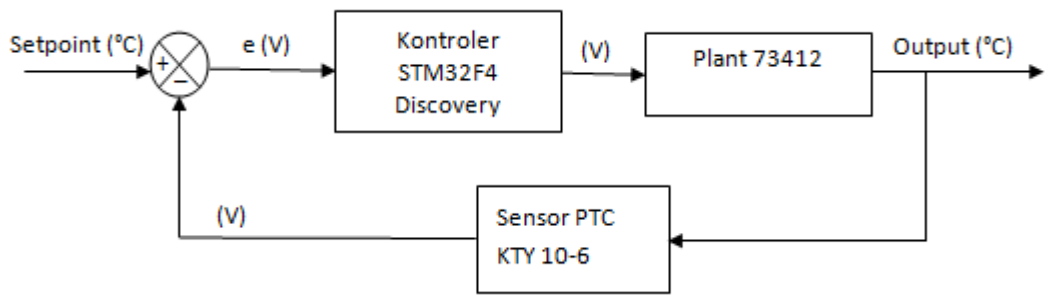 Setpoint (°C)
+
−
e (V)
Kontroler
STM32F4
Discovery
(V)
Plant 73412
Output (°C)
(V)
Sensor PTC
KTY 10-6